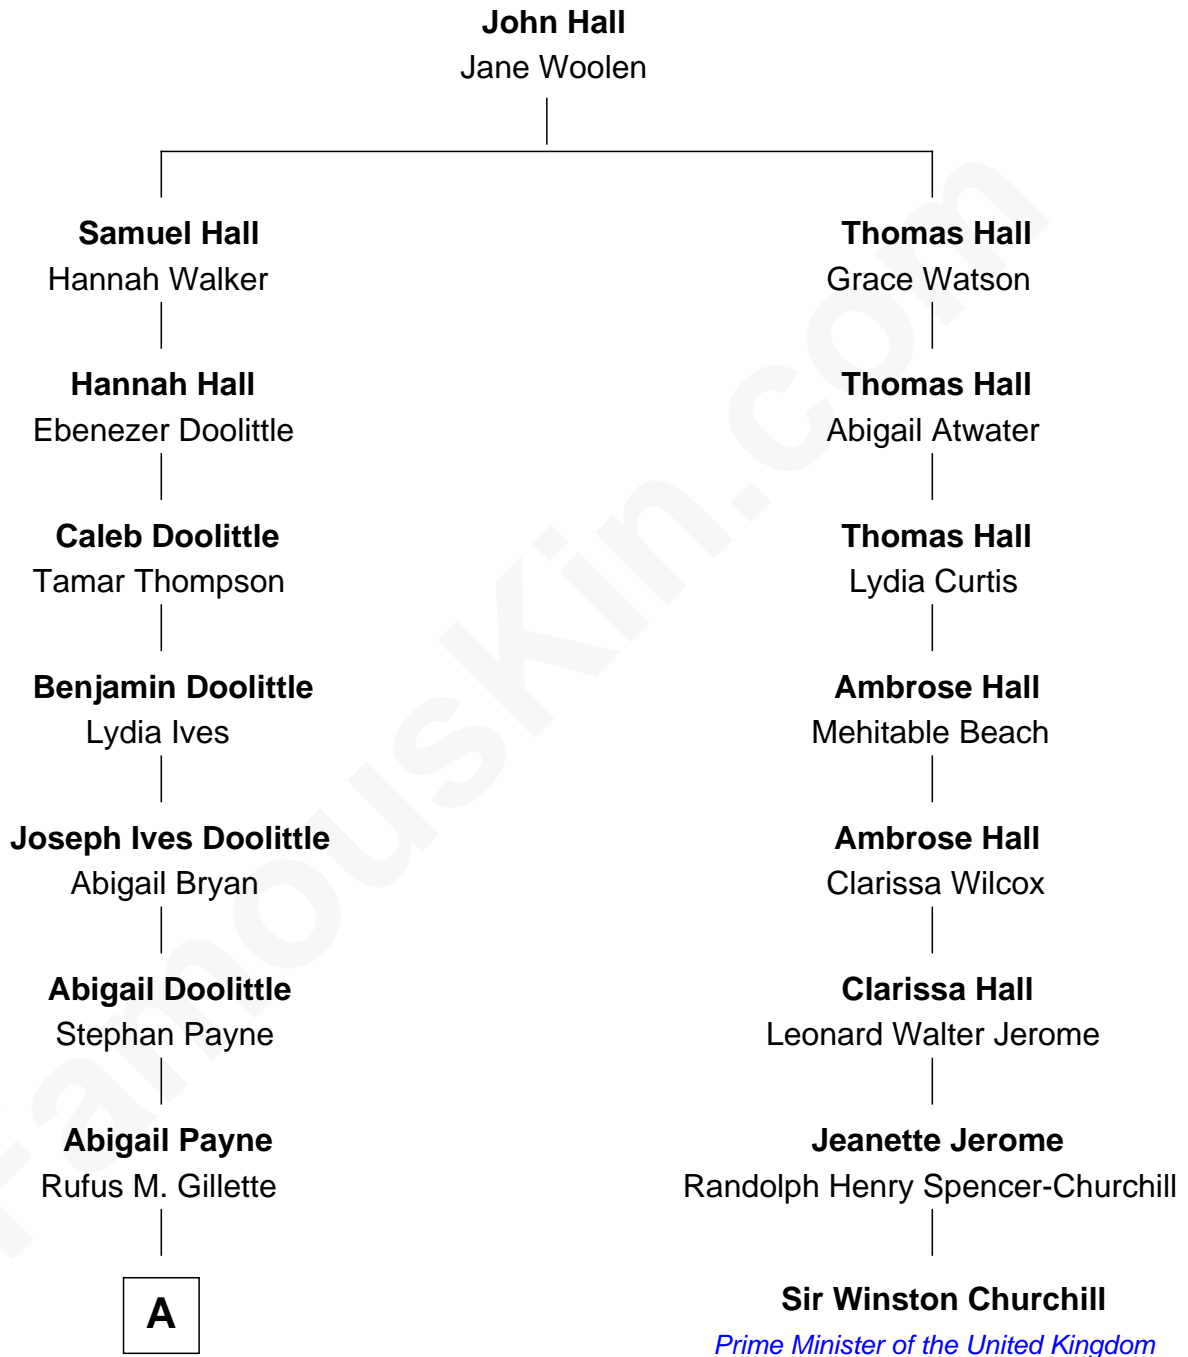 John Hall
Jane Woolen
Samuel Hall
Hannah Walker
Thomas Hall
Grace Watson
Hannah Hall
Ebenezer Doolittle
Thomas Hall
Abigail Atwater
Caleb Doolittle
Tamar Thompson
Thomas Hall
Lydia Curtis
Benjamin Doolittle
Lydia Ives
Ambrose Hall
Mehitable Beach
Joseph Ives Doolittle
Abigail Bryan
Ambrose Hall
Clarissa Wilcox
Abigail Doolittle
Stephan Payne
Clarissa Hall
Leonard Walter Jerome
Abigail Payne
Rufus M. Gillette
Jeanette Jerome
Randolph Henry Spencer-Churchill
A
Sir Winston Churchill
Prime Minister of the United Kingdom
FamousKin.com